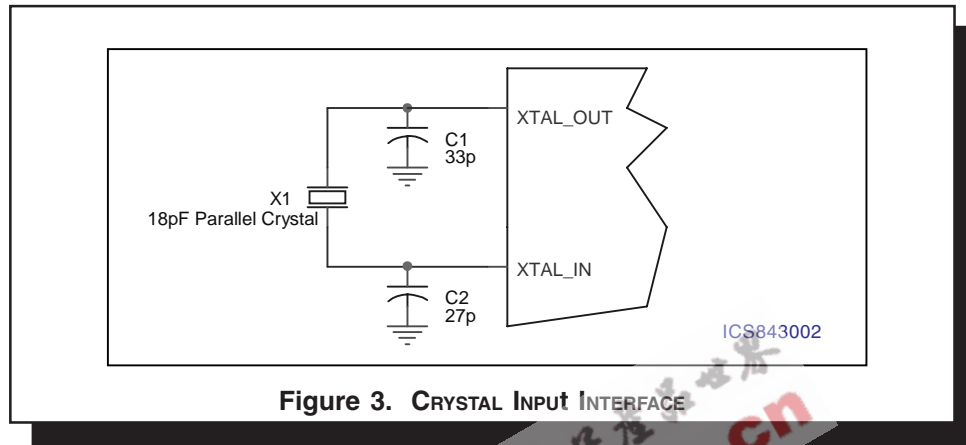 XTAL_OUT
C1
33p
X1
18pF Parallel Crystal
XTAL_IN
C2
27p
ICS843002
Figure 3. CRYSTAL INPUT INTERFACE
.cn